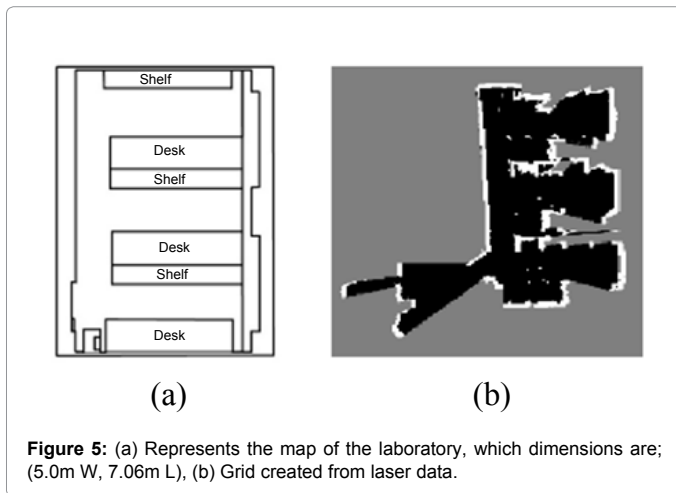 Shelf
Desk
Shelf
Desk
Shelf
Desk
(a)
(b)
Figure 5: (a) Represents the map of the laboratory, which dimensions are;
(5.0m W, 7.06m L), (b) Grid created from laser data.